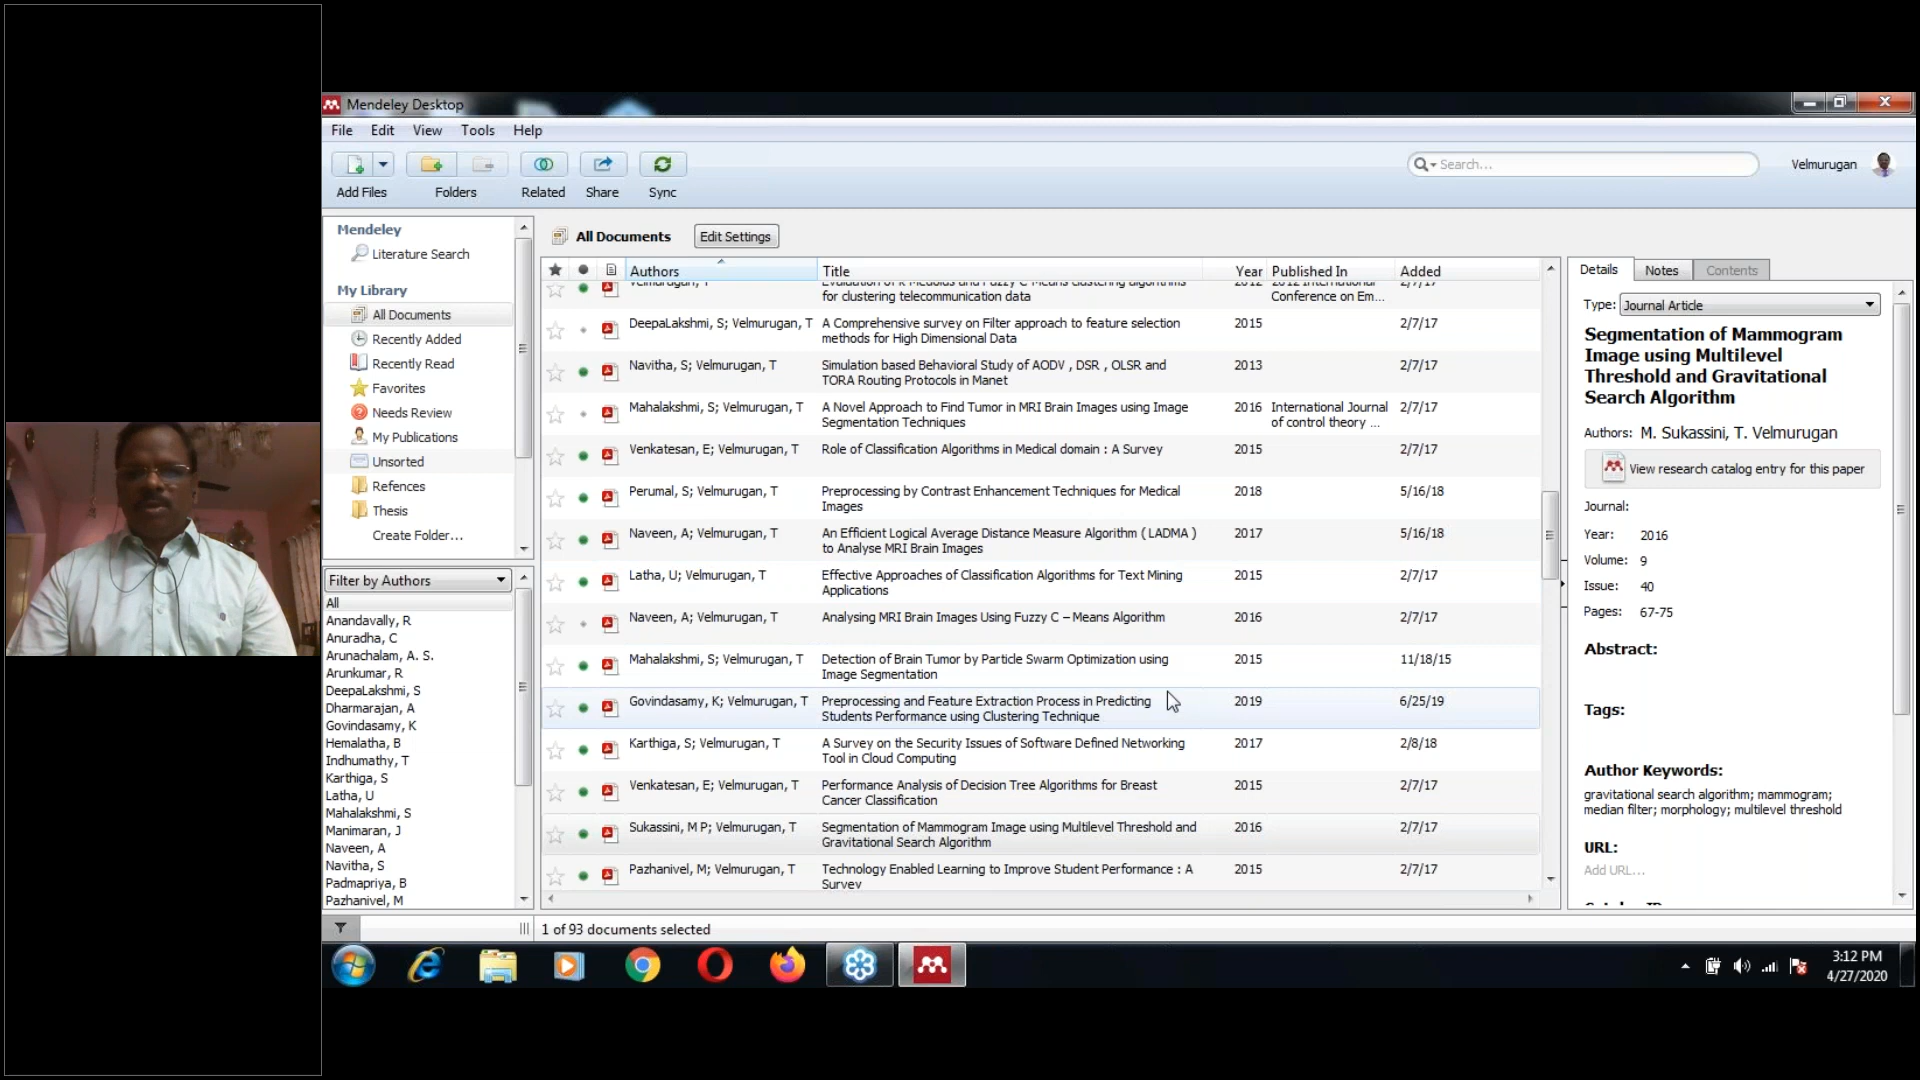 Mendeley Desktop
File Edit View Tools Help
Search...
Velmurugan
Add Files Folders Related Share Sync
Mendeley
Literature Search
My Library
All Documents
Recently Added
Recently Read
Favorites
Needs Review
My Publications
Unsorted
Refences
Thesis
Create Folder...
Filter by Authors
All
Anandavally, R
Anuradha, C
Arunachalam, A. S.
Arunkumar, R
DeepaLakshmi, S
Dharmarajan, A
Govindasamy, K
Hemalatha, B
Indhumathy, T
Karthiga, S
Latha, U
Mahalakshmi, S
Manimaran, J
Naveen, A
Navitha, S
Padmapriya, B
Pazhanivel, M
All Documents Edit Settings
Authors Title Year Published In Added
Velmurugan, T Evaluation of k-Medoids and Fuzzy C-Means clustering algorithms 2012 2012 International 2/7/17
for clustering telecommunication data Conference on Em...
DeepaLakshmi, S; Velmurugan, T A Comprehensive survey on Filter approach to feature selection 2015 2/7/17
methods for High Dimensional Data
Navitha, S; Velmurugan, T Simulation based Behavioral Study of AODV , DSR , OLSR and 2013 2/7/17
TORA Routing Protocols in Manet
Mahalakshmi, S; Velmurugan, T A Novel Approach to Find Tumor in MRI Brain Images using Image 2016 International Journal 2/7/17
Segmentation Techniques of control theory ...
Venkatesan, E; Velmurugan, T Role of Classification Algorithms in Medical domain : A Survey 2015 2/7/17
Perumal, S; Velmurugan, T Preprocessing by Contrast Enhancement Techniques for Medical 2018 5/16/18
Images
Naveen, A; Velmurugan, T An Efficient Logical Average Distance Measure Algorithm ( LADMA ) 2017 5/16/18
to Analyse MRI Brain Images
Latha, U; Velmurugan, T Effective Approaches of Classification Algorithms for Text Mining 2015 2/7/17
Applications
Naveen, A; Velmurugan, T Analysing MRI Brain Images Using Fuzzy C – Means Algorithm 2016 2/7/17
Mahalakshmi, S; Velmurugan, T Detection of Brain Tumor by Particle Swarm Optimization using 2015 11/18/15
Image Segmentation
Govindasamy, K; Velmurugan, T Preprocessing and Feature Extraction Process in Predicting 2019 6/25/19
Students Performance using Clustering Technique
Karthiga, S; Velmurugan, T A Survey on the Security Issues of Software Defined Networking 2017 2/8/18
Tool in Cloud Computing
Venkatesan, E; Velmurugan, T Performance Analysis of Decision Tree Algorithms for Breast 2015 2/7/17
Cancer Classification
Sukassini, M P; Velmurugan, T Segmentation of Mammogram Image using Multilevel Threshold and 2016 2/7/17
Gravitational Search Algorithm
Pazhanivel, M; Velmurugan, T Technology Enabled Learning to Improve Student Performance : A 2015 2/7/17
Survey
Details Notes Contents
Type: Journal Article
Segmentation of Mammogram
Image using Multilevel
Threshold and Gravitational
Search Algorithm
Authors: M. Sukassini, T. Velmurugan
View research catalog entry for this paper
Journal:
Year: 2016
Volume: 9
Issue: 40
Pages: 67-75
Abstract:
Tags:
Author Keywords:
gravitational search algorithm; mammogram;
median filter; morphology; multilevel threshold
URL:
Add URL...
1 of 93 documents selected
3:12 PM
4/27/2020